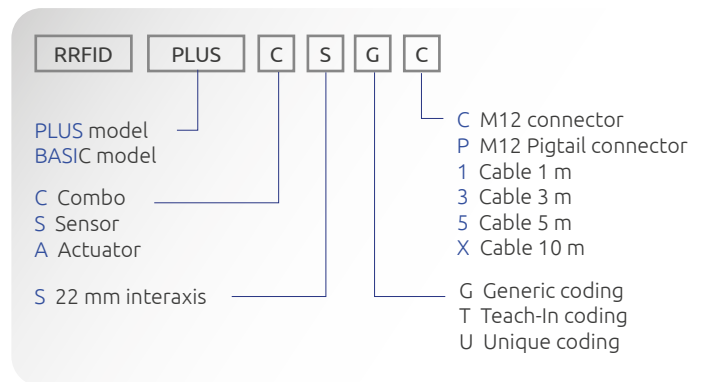 RRFID PLUS C S G C
PLUS model
BASIC model
C Combo
S Sensor
A Actuator
S 22 mm interaxis
C M12 connector
P M12 Pigtail connector
1 Cable 1 m
3 Cable 3 m
5 Cable 5 m
X Cable 10 m
G Generic coding
T Teach-In coding
U Unique coding